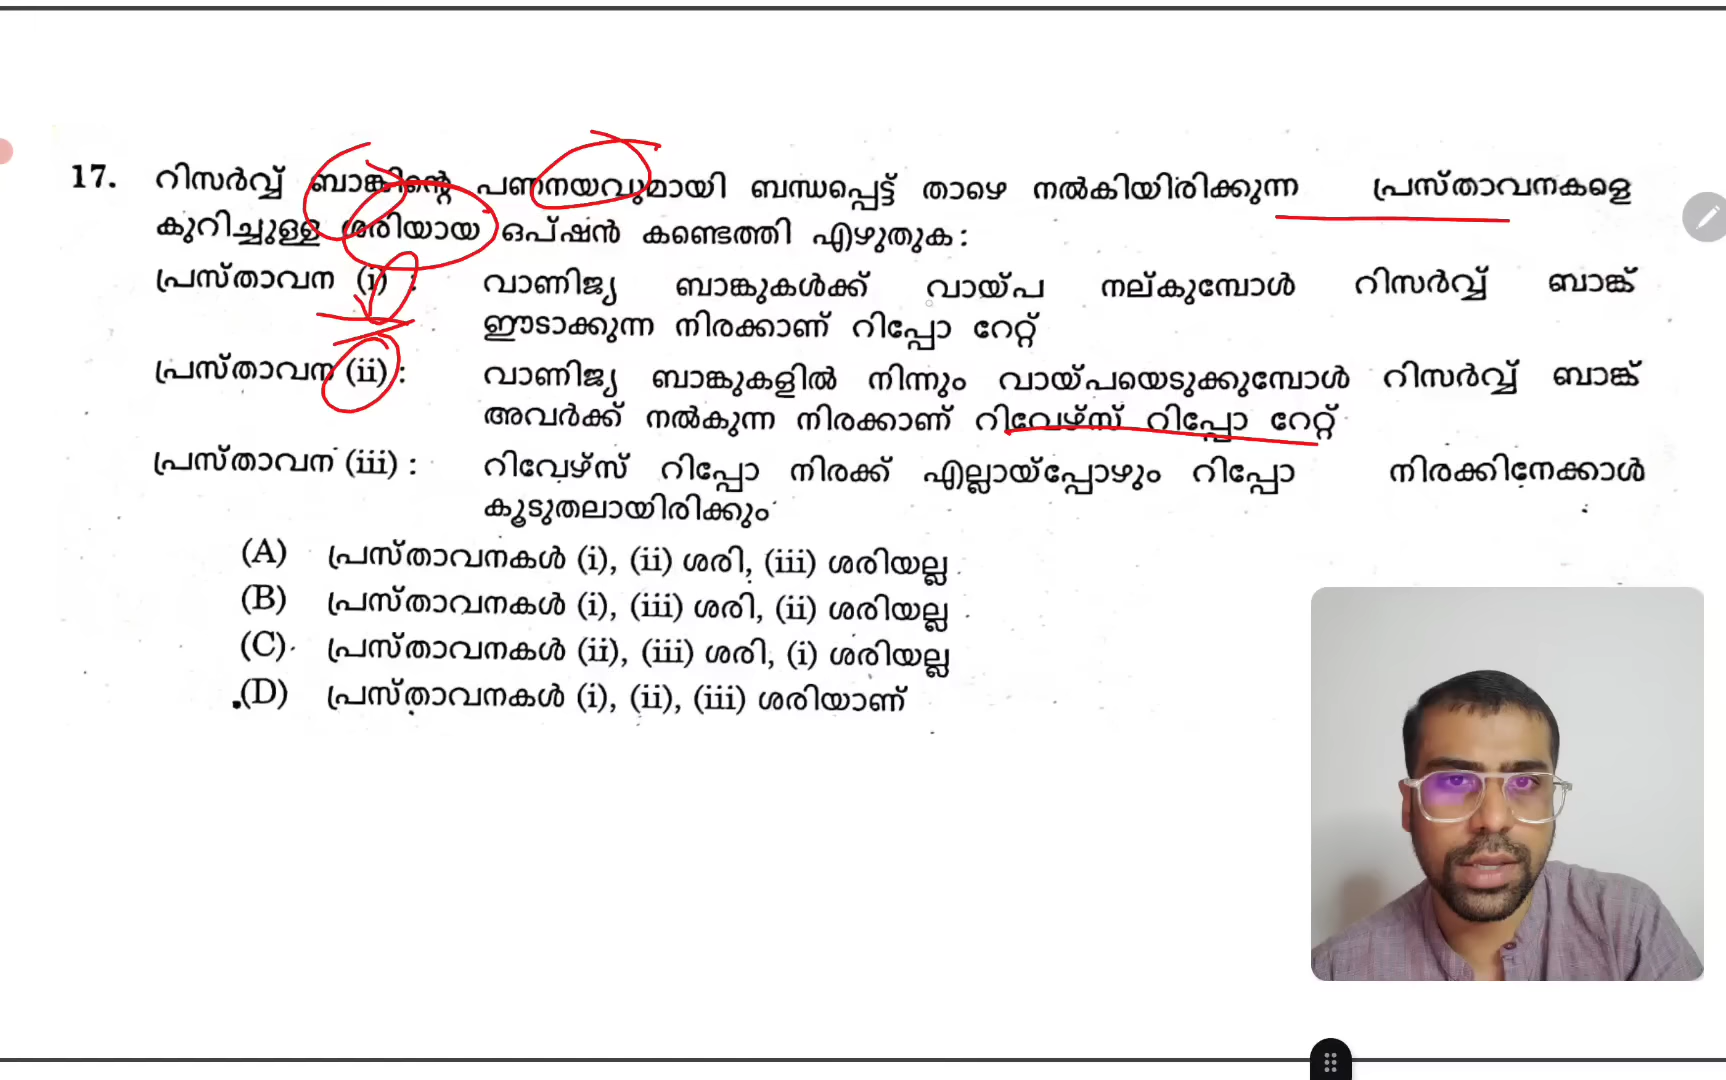 17. റിസർവ്വ് ബാങ്കിന്റെ പണനയവുമായി ബന്ധപ്പെട്ട് താഴെ നൽകിയിരിക്കുന്ന പ്രസ്താവനകളെ
കുറിച്ചുള്ള ശരിയായ ഒപ്ഷൻ കണ്ടെത്തി എഴുതുക :
പ്രസ്താവന (i) : വാണിജ്യ ബാങ്കുകൾക്ക് വായ്പ നല്കുമ്പോൾ റിസർവ്വ് ബാങ്ക്
ഈടാക്കുന്ന നിരക്കാണ് റിപ്പോ റേറ്റ്
പ്രസ്താവന (ii) : വാണിജ്യ ബാങ്കുകളിൽ നിന്നും വായ്പയെടുക്കുമ്പോൾ റിസർവ്വ് ബാങ്ക്
അവർക്ക് നൽകുന്ന നിരക്കാണ് റിവേഴ്സ് റിപ്പോ റേറ്റ്
പ്രസ്താവന (iii) : റിവേഴ്സ് റിപ്പോ നിരക്ക് എല്ലായ്പ്പോഴും റിപ്പോ നിരക്കിനേക്കാൾ
കൂടുതലായിരിക്കും
(A) പ്രസ്താവനകൾ (i), (ii) ശരി, (iii) ശരിയല്ല
(B) പ്രസ്താവനകൾ (i), (iii) ശരി, (ii) ശരിയല്ല
(C) പ്രസ്താവനകൾ (ii), (iii) ശരി, (i) ശരിയല്ല
(D) പ്രസ്താവനകൾ (i), (ii), (iii) ശരിയാണ്